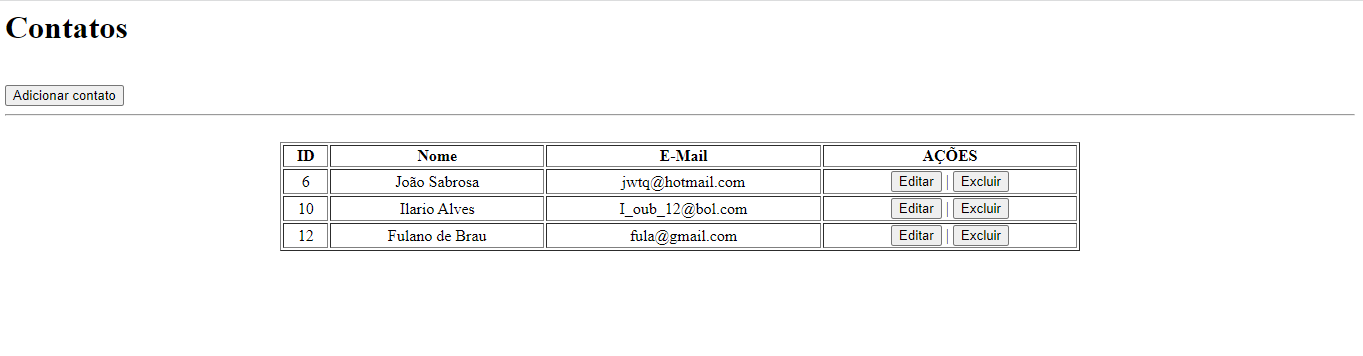 Contatos
Adicionar contato
ID Nome E-Mail AÇÕES
6 João Sabrosa jwtq@hotmail.com Editar | Excluir
10 Ilario Alves I_oub_12@bol.com Editar | Excluir
12 Fulano de Brau fula@gmail.com Editar | Excluir